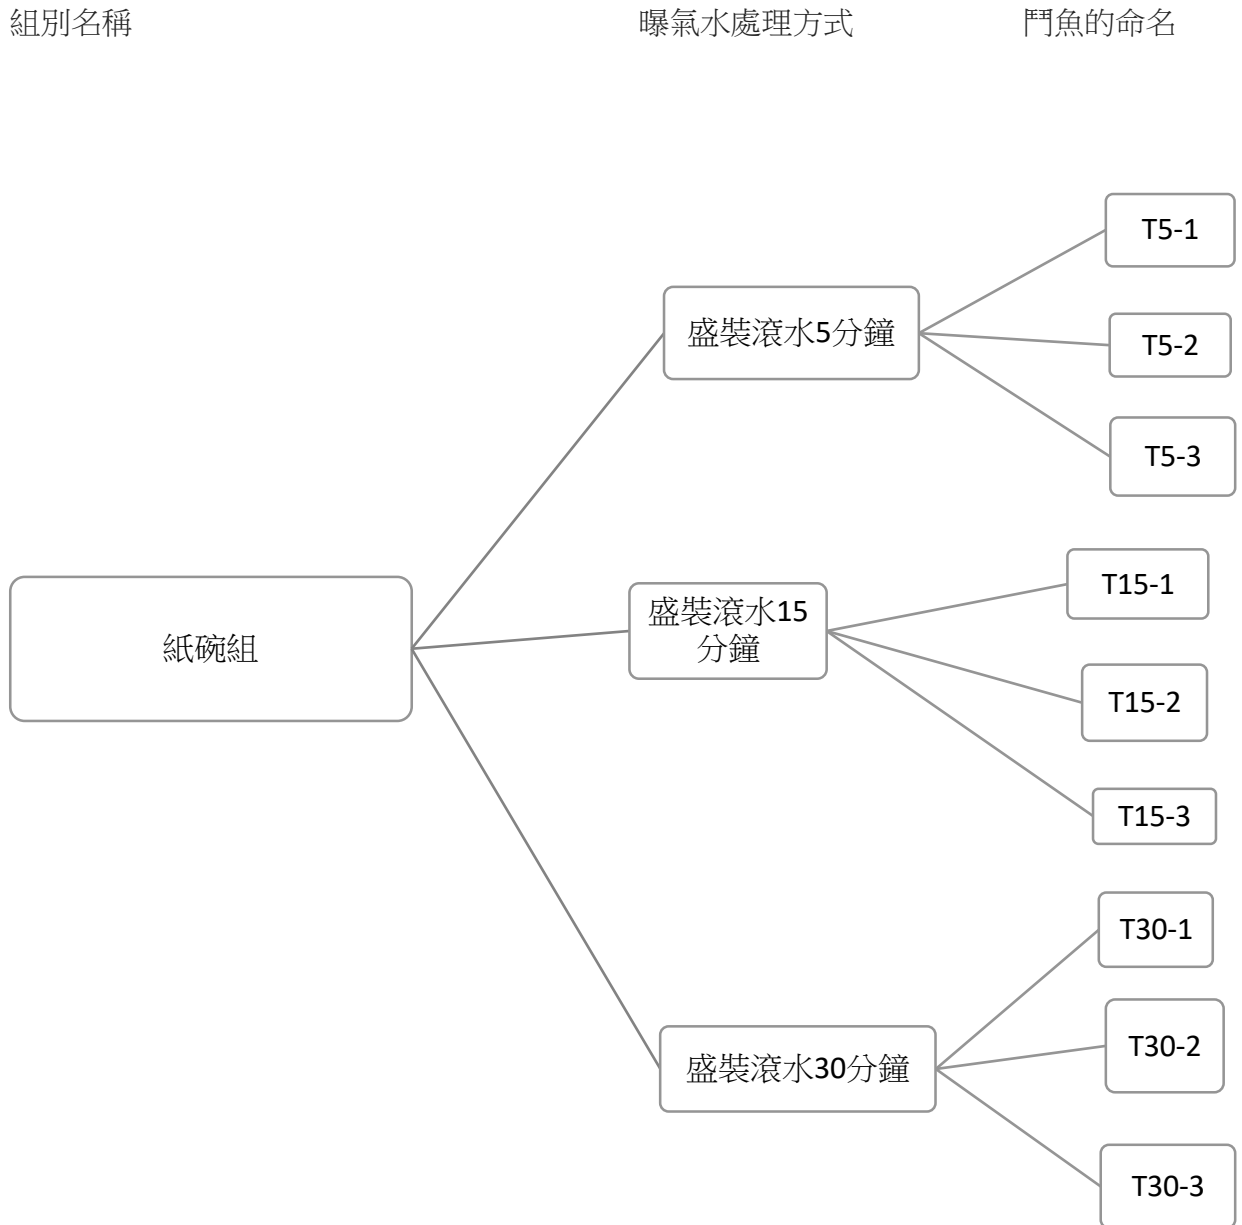 組別名稱
曝氣水處理方式
鬥魚的命名
紙碗組
盛裝滾水5分鐘
T5-1
T5-2
T5-3
盛裝滾水15
分鐘
T15-1
T15-2
T15-3
盛裝滾水30分鐘
T30-1
T30-2
T30-3